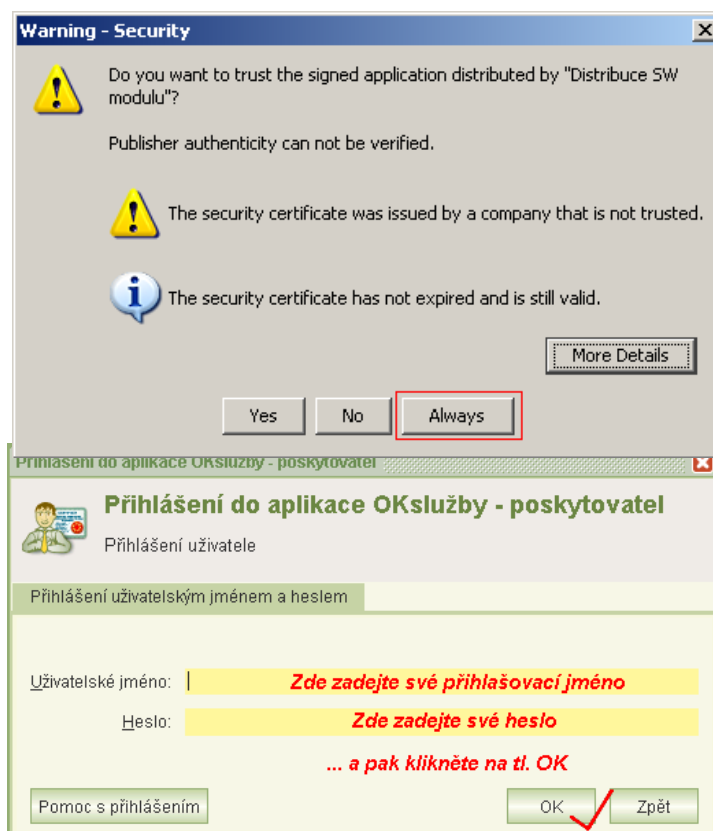 Warning - Security
Do you want to trust the signed application distributed by "Distribuce SW
modulu"?
Publisher authenticity can not be verified.
The security certificate was issued by a company that is not trusted.
The security certificate has not expired and is still valid.
More Details
Yes No Always
Přihlášení do aplikace OKslužby - poskytovatel
Přihlášení do aplikace OKslužby - poskytovatel
Přihlášení uživatele
Přihlášení uživatelským jménem a heslem
Uživatelské jméno: Zde zadejte své přihlašovací jméno
Heslo: Zde zadejte své heslo
... a pak klikněte na tl. OK
Pomoc s přihlášením OK Zpět